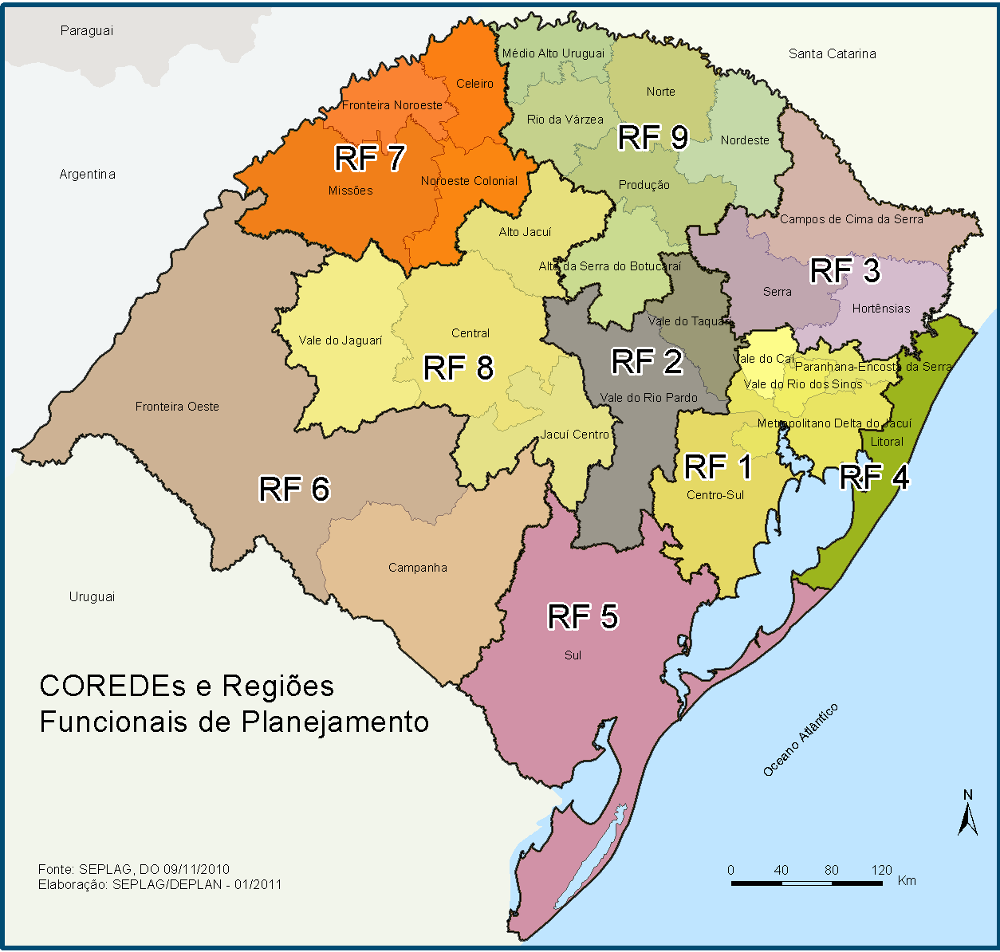 Paraguai
Santa Catarina
Médio Alto Uruguai
Celeiro
Norte
Fronteira Noroeste
Rio da Várzea
RF 9
Nordeste
RF 7
Argentina
Noroeste Colonial
Produção
Missões
Campos de Cima da Serra
Alto Jacuí
Alto da Serra do Botucaraí
RF 3
Serra
Hortênsias
Vale do Taquari
Central
Vale do Jaguarí
RF 8
RF 2
Vale do Caí
Paranhana-Encosta da Serra
Vale do Rio dos Sinos
Vale do Rio Pardo
Fronteira Oeste
Metropolitano Delta do Jacuí
Jacuí Centro
Litoral
RF 1
RF 4
RF 6
Centro-Sul
Campanha
Uruguai
RF 5
Sul
COREDEs e Regiões
Funcionais de Planejamento
Oceano Atlântico
N
Fonte: SEPLAG, DO 09/11/2010
Elaboração: SEPLAG/DEPLAN - 01/2011
0 40 80 120
Km